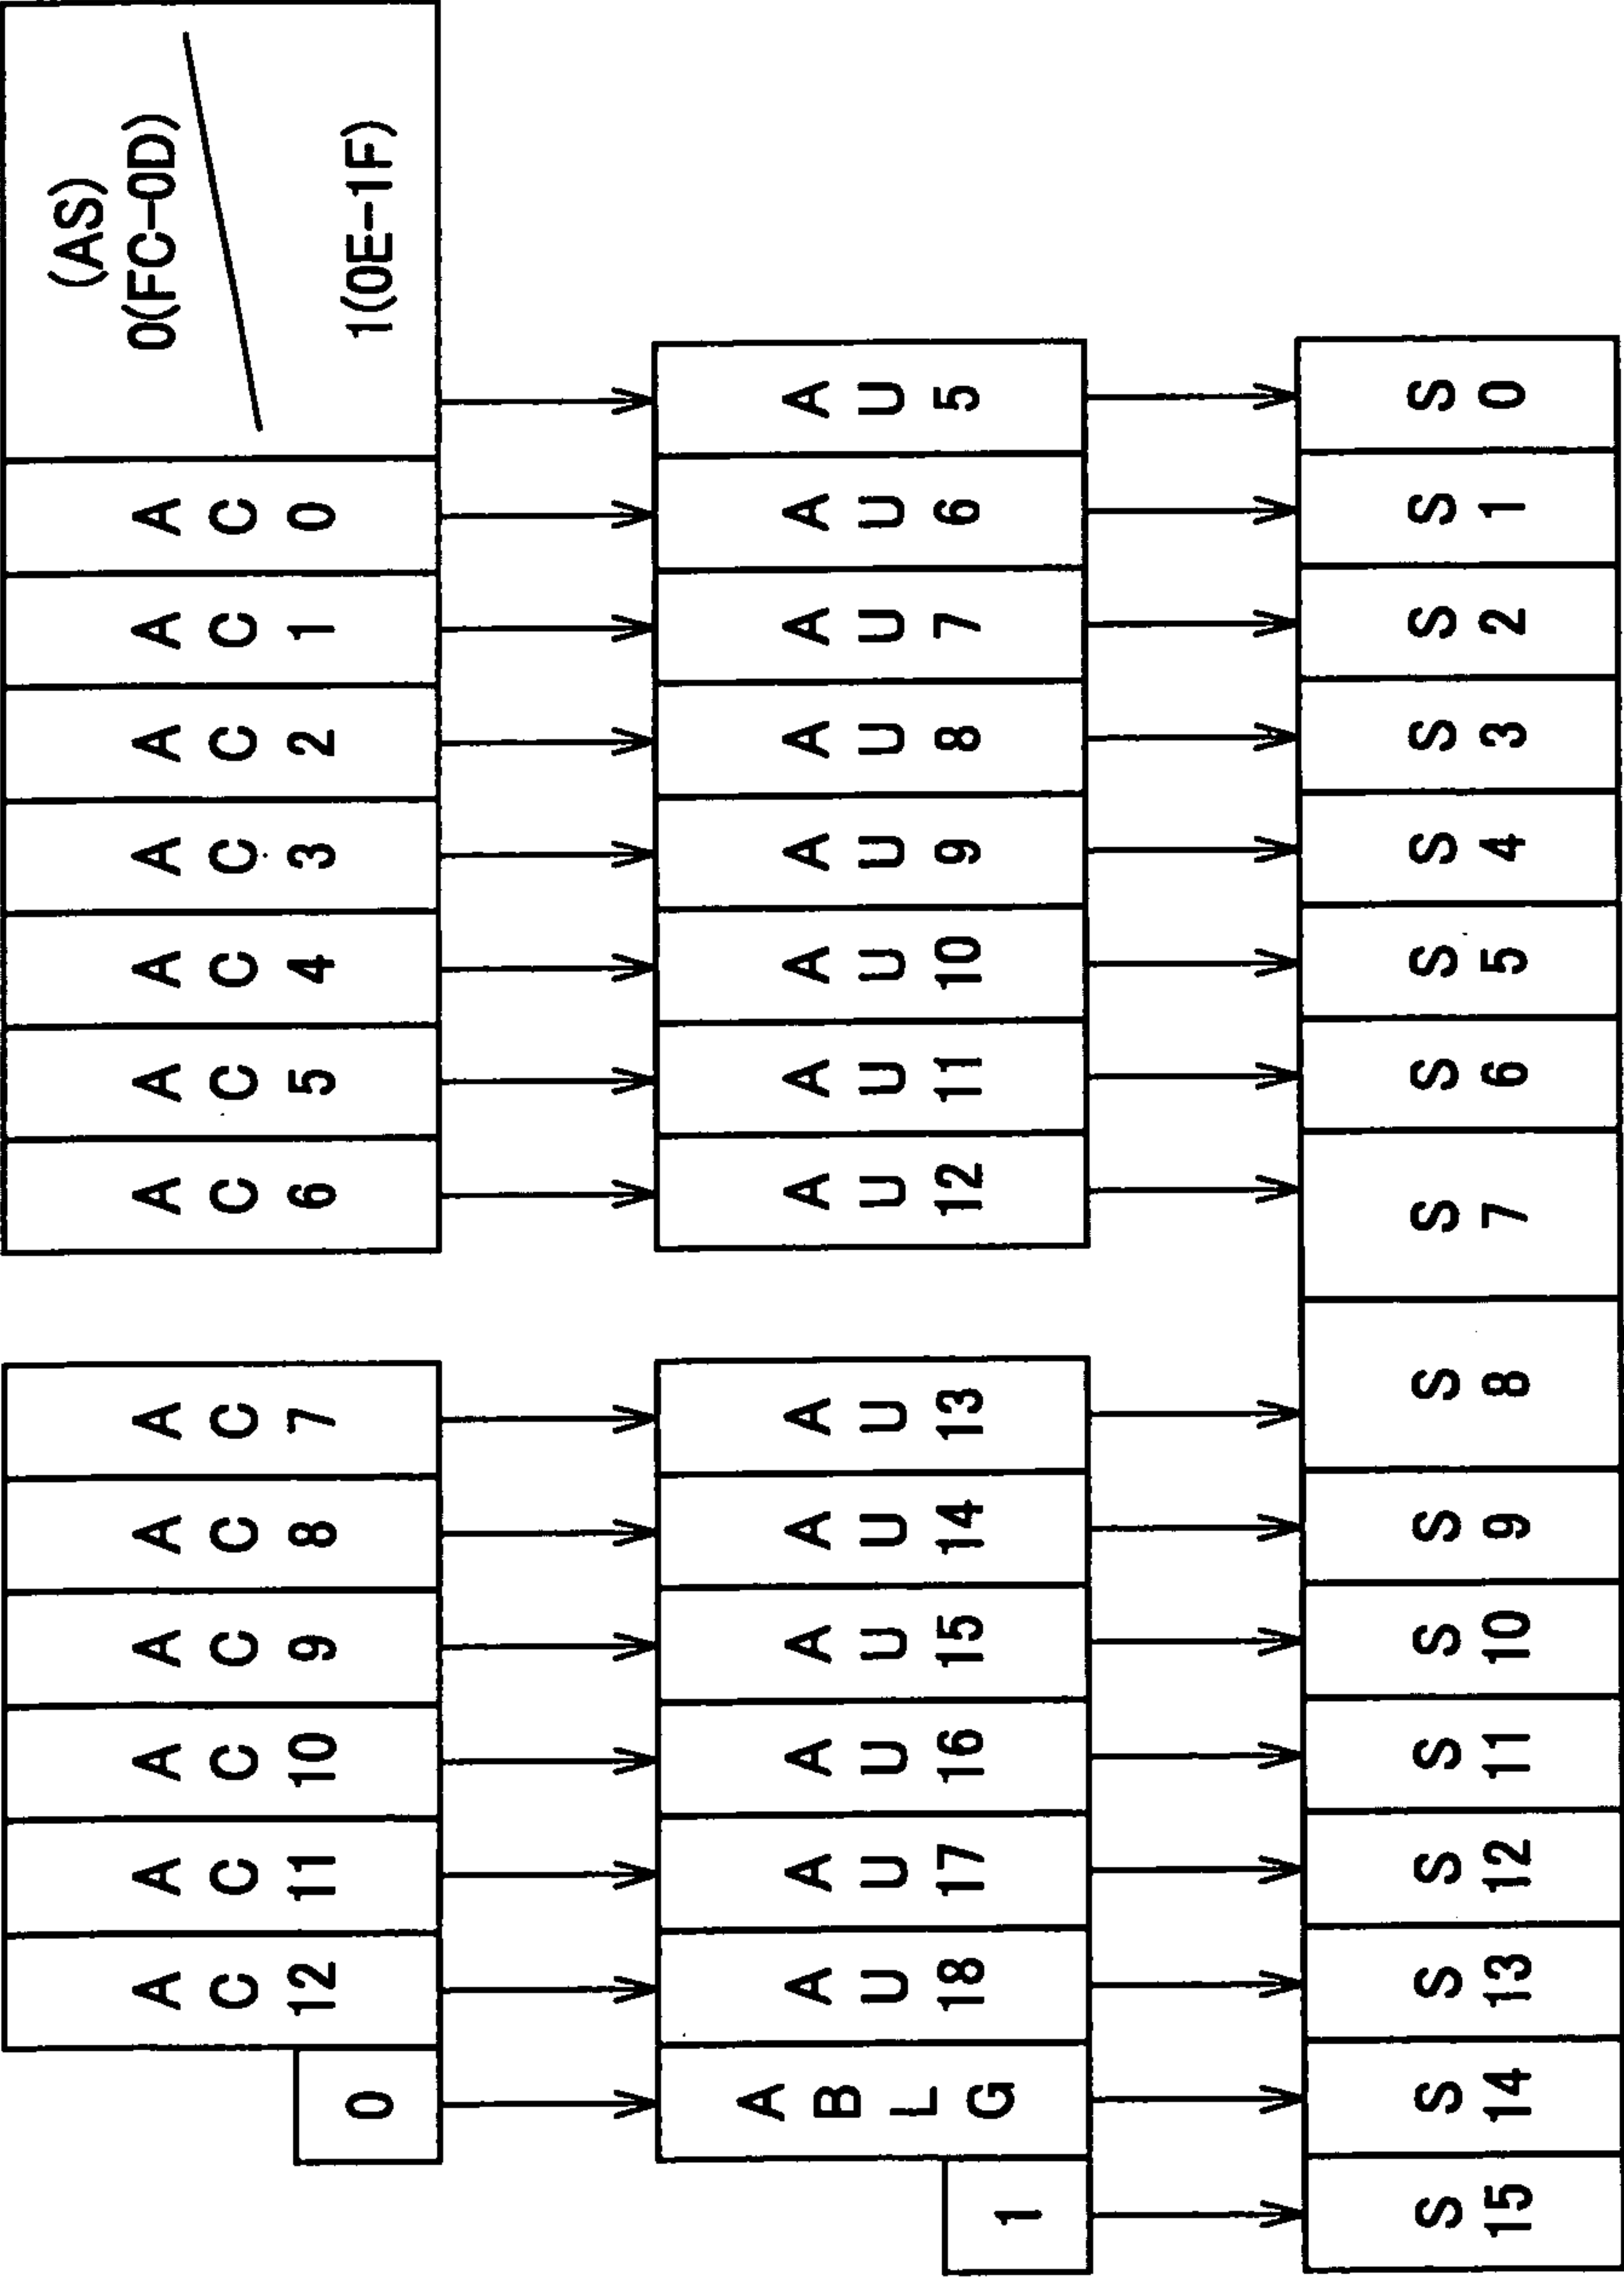 0
AC12
AC11
AC10
AC9
AC8
AC7
AC6
AC5
AC4
AC3
AC2
AC1
AC0
(AS)
0(FC-0D)
1(0E-1F)
1
ABLG
AU18
AU17
AU16
AU15
AU14
AU13
AU12
AU11
AU10
AU9
AU8
AU7
AU6
AU5
S15
S14
S13
S12
S11
S10
S9
S8
S7
S6
S5
S4
S3
S2
S1
S0